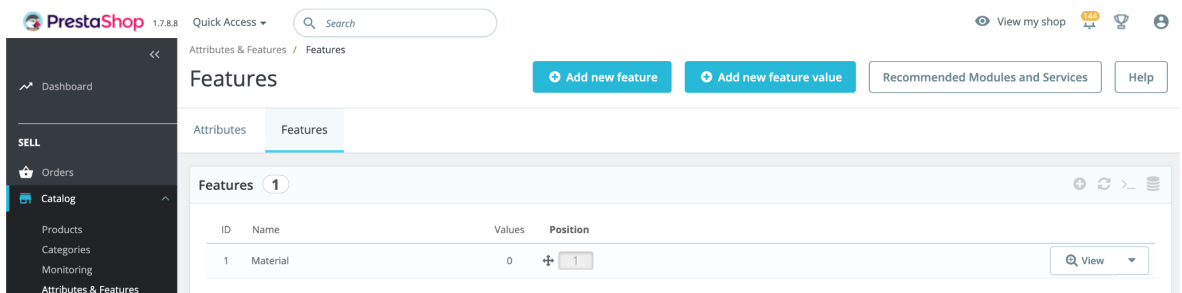 PrestaShop 1.7.8.8 Quick Access Search View my shop 144
Attributes & Features / Features
Features Add new feature Add new feature value Recommended Modules and Services Help
Dashboard
Attributes Features
SELL
Orders
Features 1
Catalog
ID Name Values Position
Products
1 Material 0 1 View
Categories
Monitoring
Attributes & Features